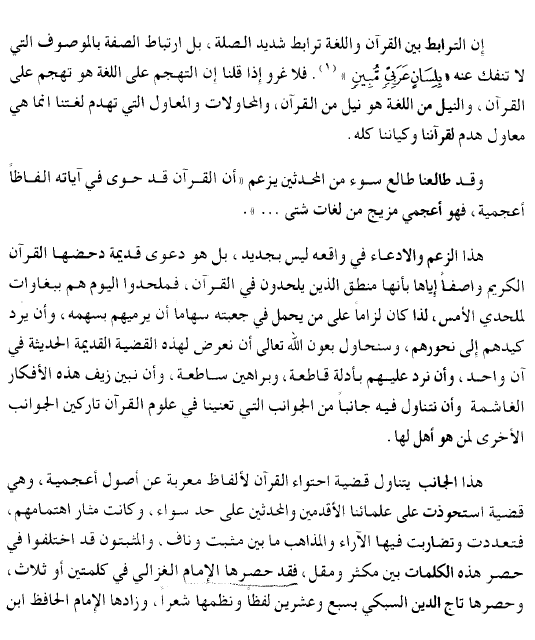 إن الترابط بين القرآن واللغة ترابط شديد الصلة، بل ارتباط الصفة بالموصوف التي
لا تنفك عنه «بِلِسَانٍ عَرَبِيٍّ مُّبِينٍ» (١). فلا غرو إذا قلنا إن التهجم على اللغة هو تهجم على
القرآن، والنيل من اللغة هو نيل من القرآن، والمحاولات والمعاول التي تهدم لغتنا انما هي
معاول هدم لقرآننا وكياننا كله.
وقد طالعنا طالع سوء من المحدثين يزعم «أن القرآن قد حوى في آياته الفاظاً
أعجمية، فهو أعجمي مزيج من لغات شتى ... ».
هذا الزعم والادعاء في واقعه ليس بجديد، بل هو دعوى قديمة دحضها القرآن
الكريم واصفاً إياها بأنها منطق الذين يلحدون في القرآن، فملحدوا اليوم هم ببغاوات
لملحدي الأمس، لذا كان لزاماً على من يحمل في جعبته سهاما أن يرميهم بسهمه، وأن يرد
كيدهم إلى نحورهم، وسنحاول بعون الله تعالى أن نعرض لهذه القضية القديمة الحديثة في
آن واحد، وأن نرد عليهم بأدلة قاطعة، وبراهين ساطعة، وأن نبين زيف هذه الأفكار
الغاشمة وأن نتناول فيه جانباً من الجوانب التي تعنينا في علوم القرآن تاركين الجوانب
الأخرى لمن هو أهل لها.
هذا الجانب يتناول قضية احتواء القرآن لألفاظ معربة عن أصول أعجمية، وهي
قضية استحوذت على علمائنا الأقدمين والمحدثين على حد سواء، وكانت مثار اهتمامهم،
فتعددت وتضاربت فيها الآراء والمذاهب ما بين مثبت وناف، والمثبتون قد اختلفوا في
حصر هذه الكلمات بين مكثر ومقل، فقد حصرها الإمام الغزالي في كلمتين أو ثلاث،
وحصرها تاج الدين السبكي بسبع وعشرين لفظاً ونظمها شعراً، وزادها الإمام الحافظ ابن